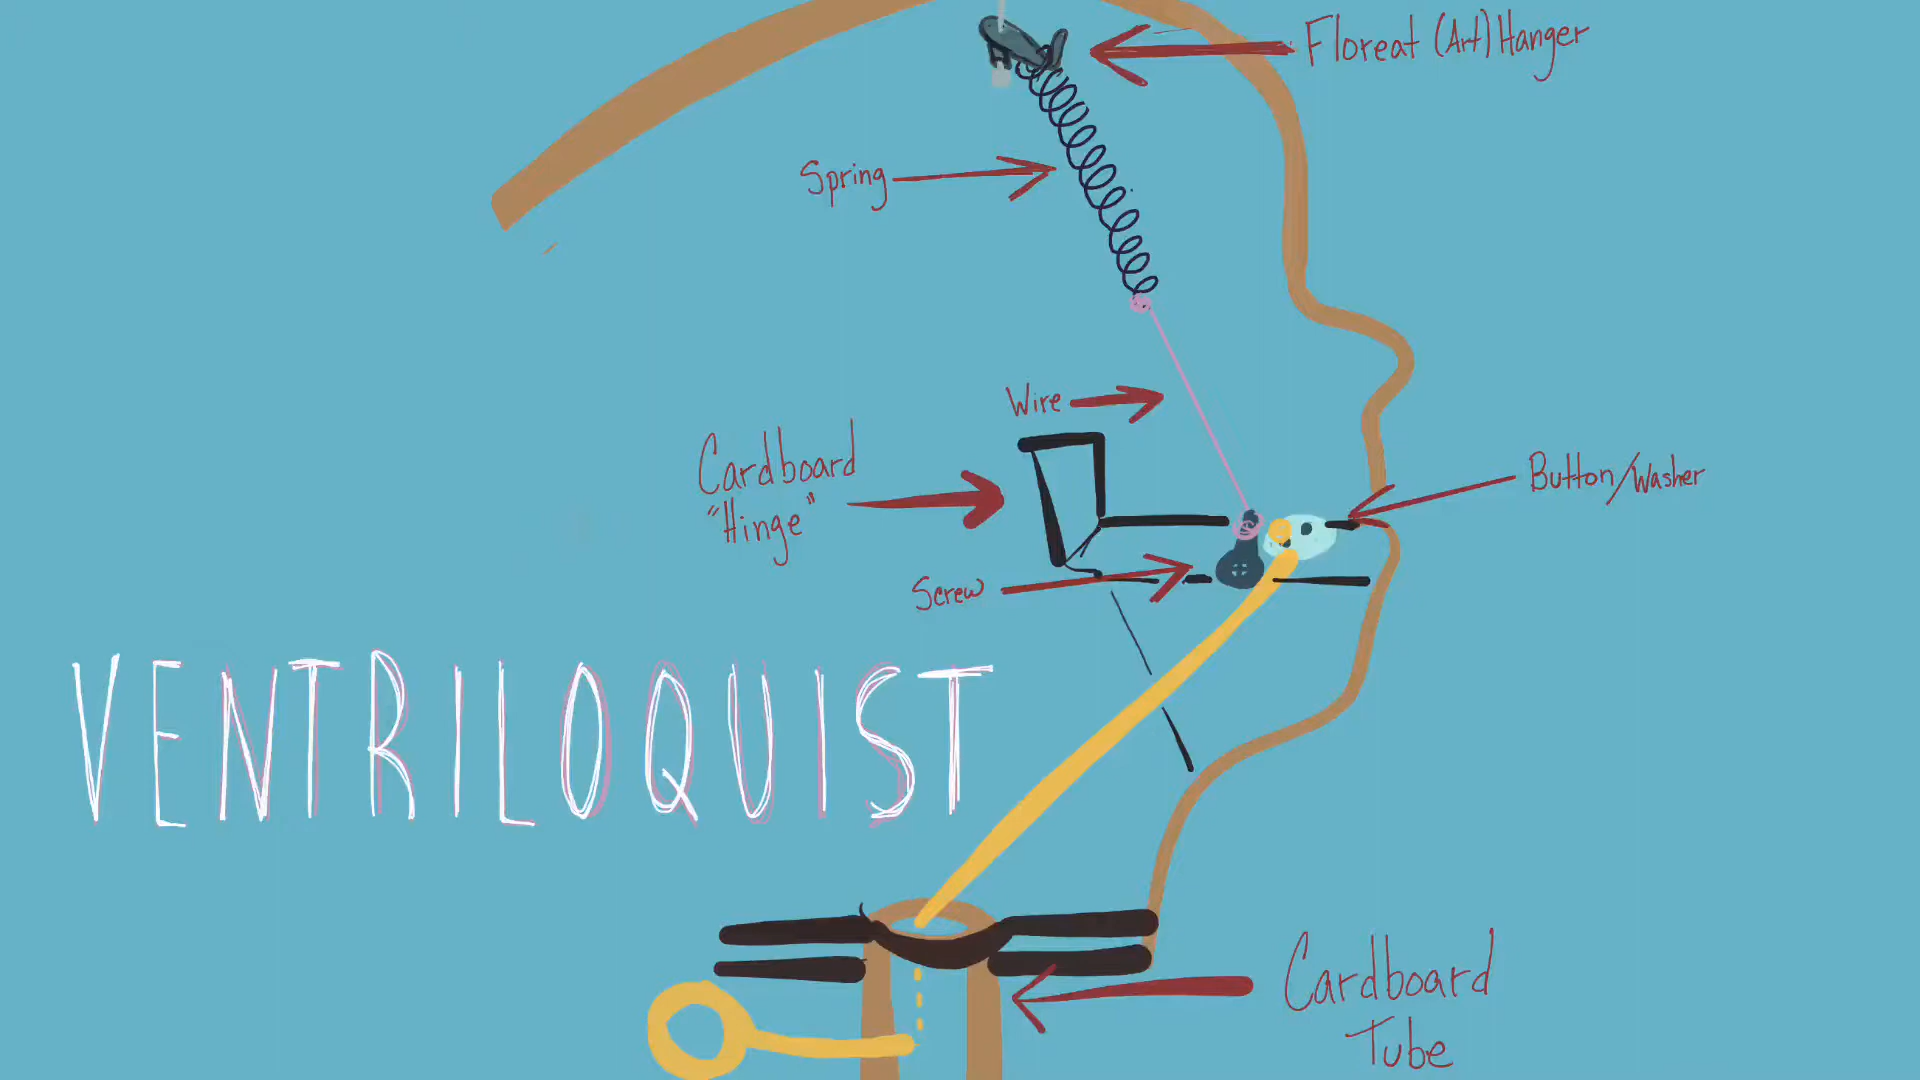 Floreat (Art) Hanger
Spring
Wire
Cardboard
"Hinge"
Button/Washer
Screw
VENTRILOQUIST
Cardboard
Tube